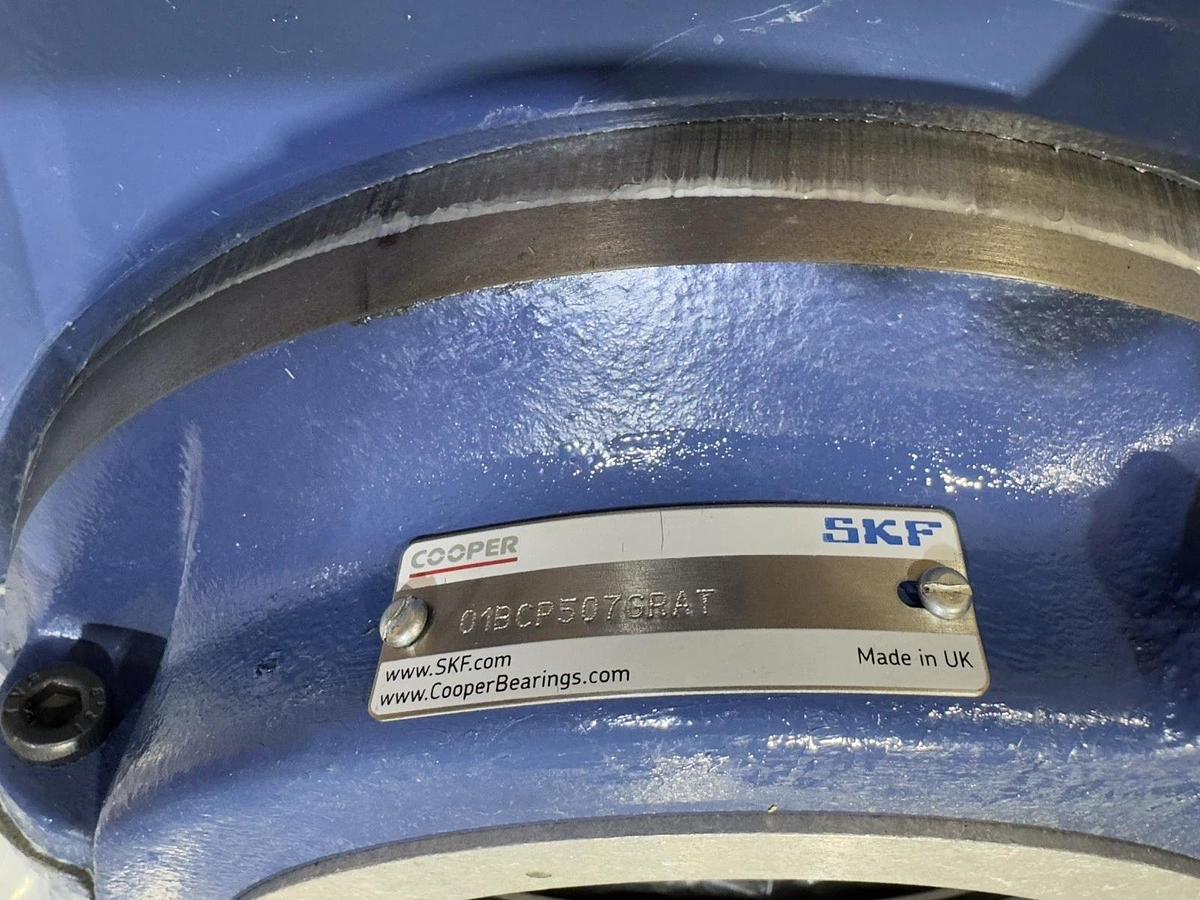 COOPER
SKF
01BCP507GRAT
www.SKF.com
www.CooperBearings.com
Made in UK